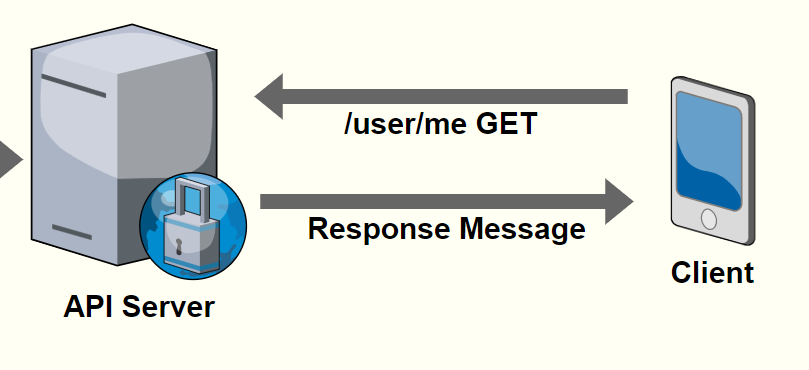 /user/me GET
Response Message
Client
API Server